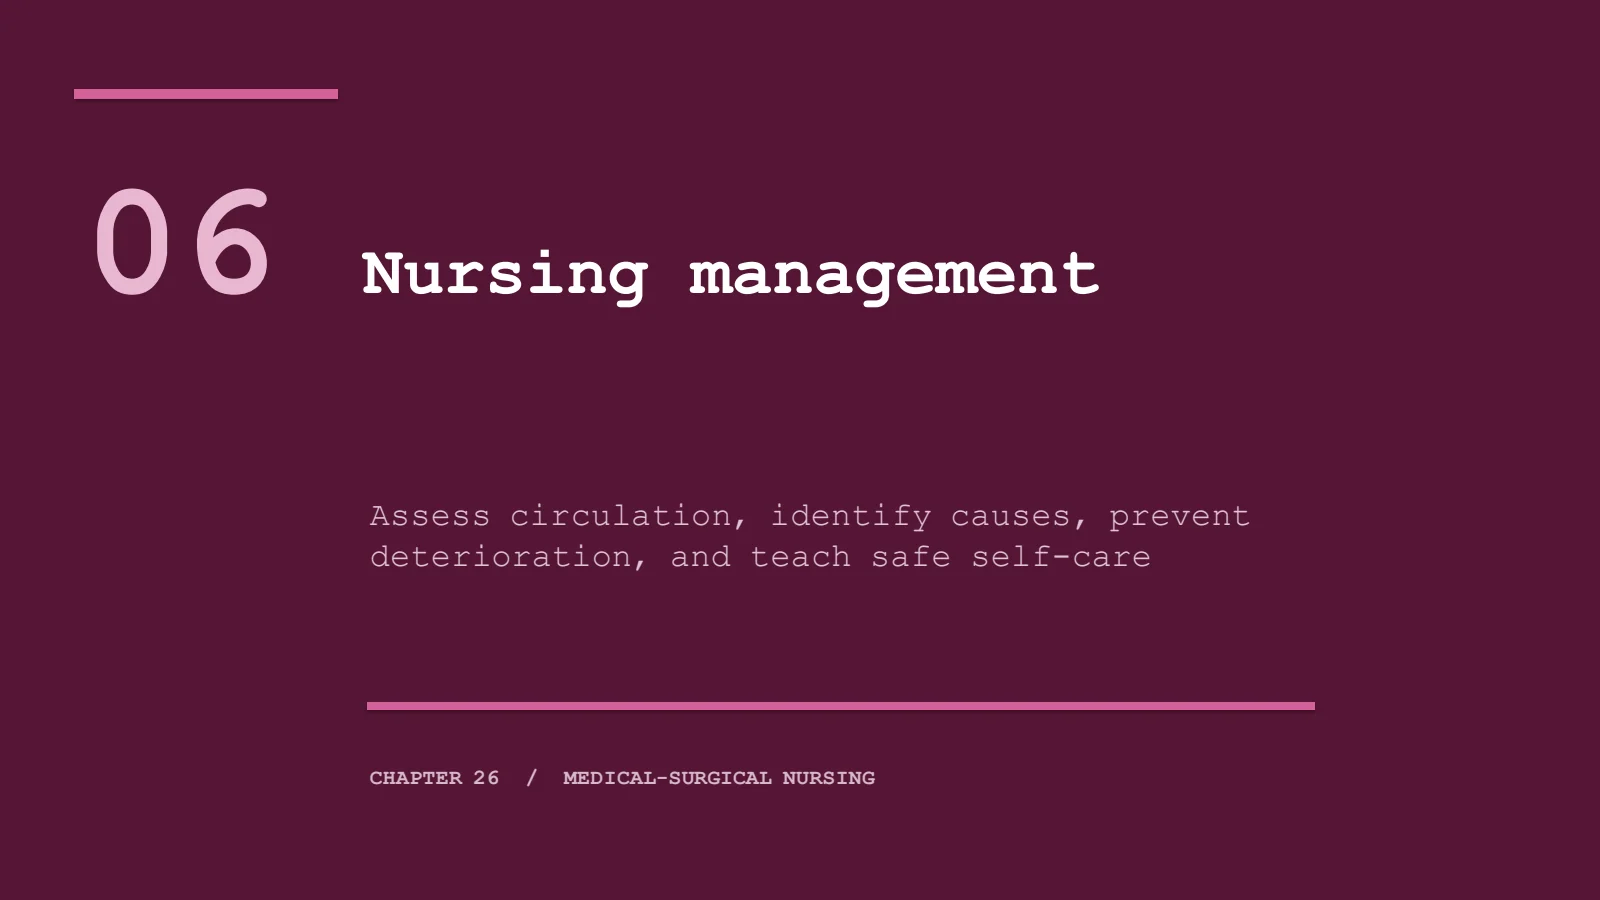 06
Nursing management
Assess circulation, identify causes, prevent
deterioration, and teach safe self-care
CHAPTER 26 / MEDICAL-SURGICAL NURSING